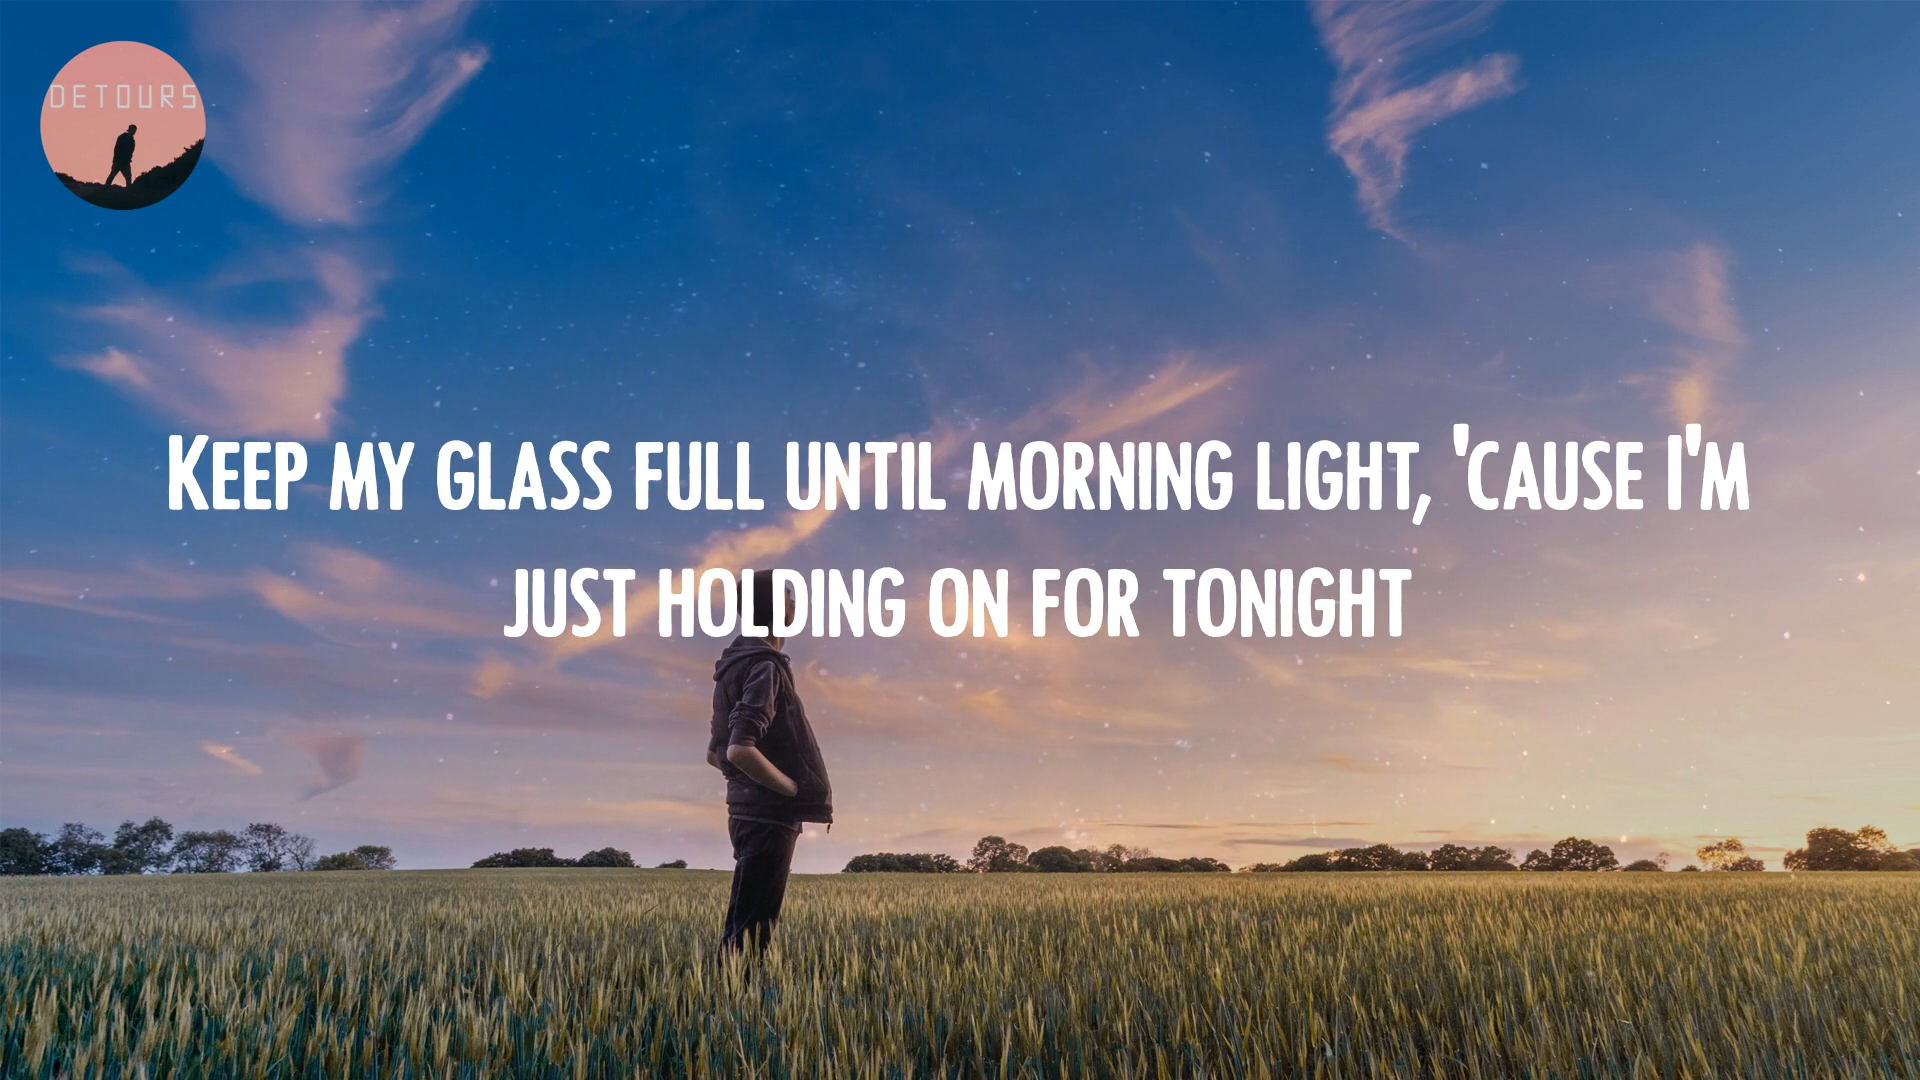 DETOURS
Keep my glass full until morning light, 'cause I'm
just holding on for tonight